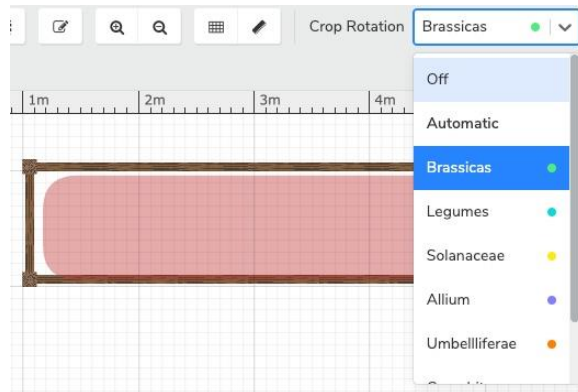 Crop Rotation Brassicas
Off
1m 2m 3m 4m
Automatic
Brassicas
Legumes
Solanaceae
Allium
Umbellliferae